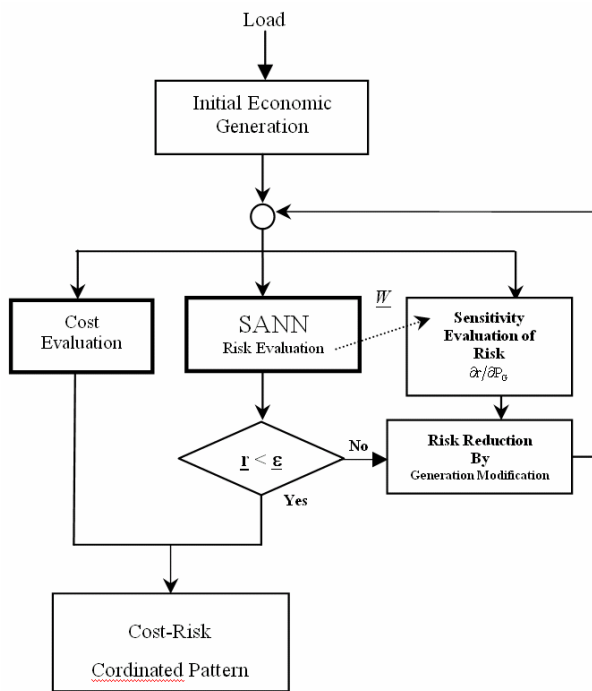 Load
Initial Economic
Generation
Cost
Evaluation
SANN
Risk Evaluation
W
Sensitivity
Evaluation of
Risk
∂r/∂P_G
r < ε
No
Yes
Risk Reduction
By
Generation Modification
Cost-Risk
Cordinated Pattern